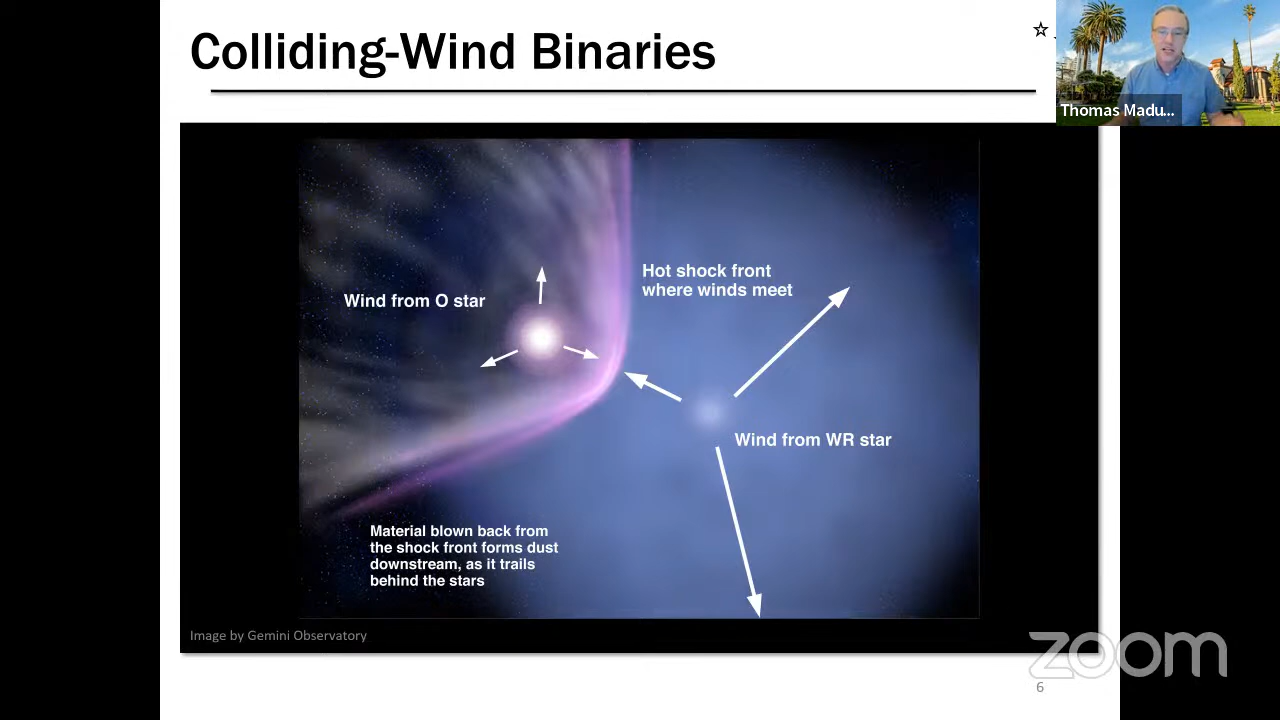 Colliding-Wind Binaries
Thomas Madu...
Hot shock front
where winds meet
Wind from O star
Wind from WR star
Material blown back from
the shock front forms dust
downstream, as it trails
behind the stars
Image by Gemini Observatory
zoom
6